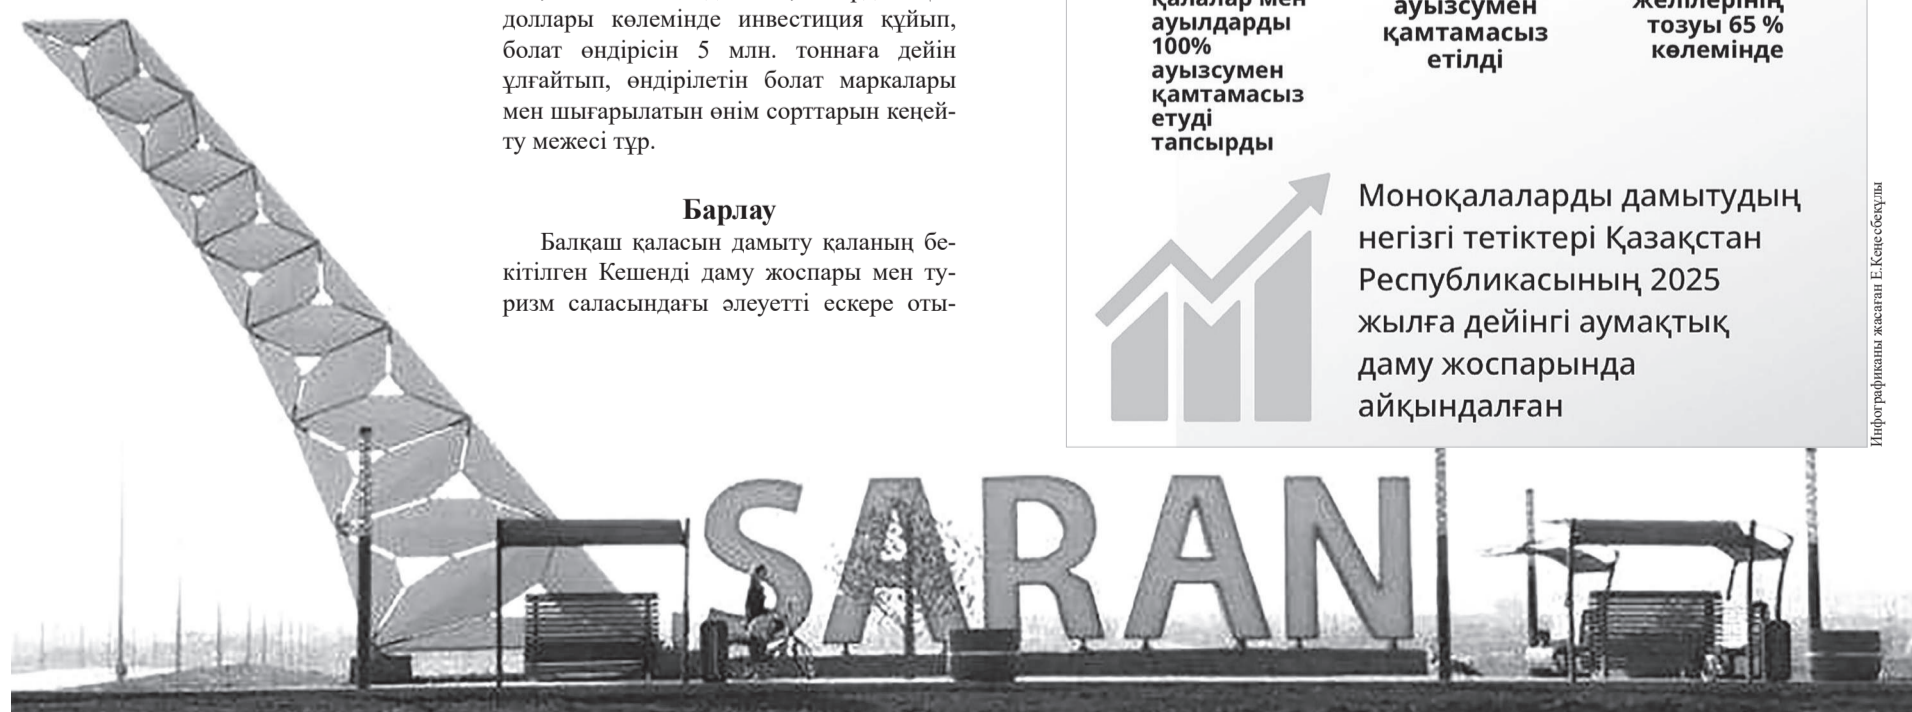 доллары көлемінде инвестиция құйып,
болат өндірісін 5 млн. тоннаға дейін
ұлғайтып, өндірілетін болат маркалары
мен шығарылатын өнім сорттарын кеңей-
ту межесі тұр.
Барлау
Балқаш қаласын дамыту қаланың бе-
кітілген Кешенді даму жоспары мен ту-
ризм саласындағы әлеуетті ескере оты-
қалалар мен
ауылдарды
100%
ауызсумен
қамтамасыз
етуді
тапсырды
ауызсумен
қамтамасыз
етілді
желілерінің
тозуы 65 %
көлемінде
Моноқалаларды дамытудың
негізгі тетіктері Қазақстан
Республикасының 2025
жылға дейінгі аумақтық
даму жоспарында
айқындалған
Инфографиканы жасаған Е.Кеңесбекұлы
SARAN